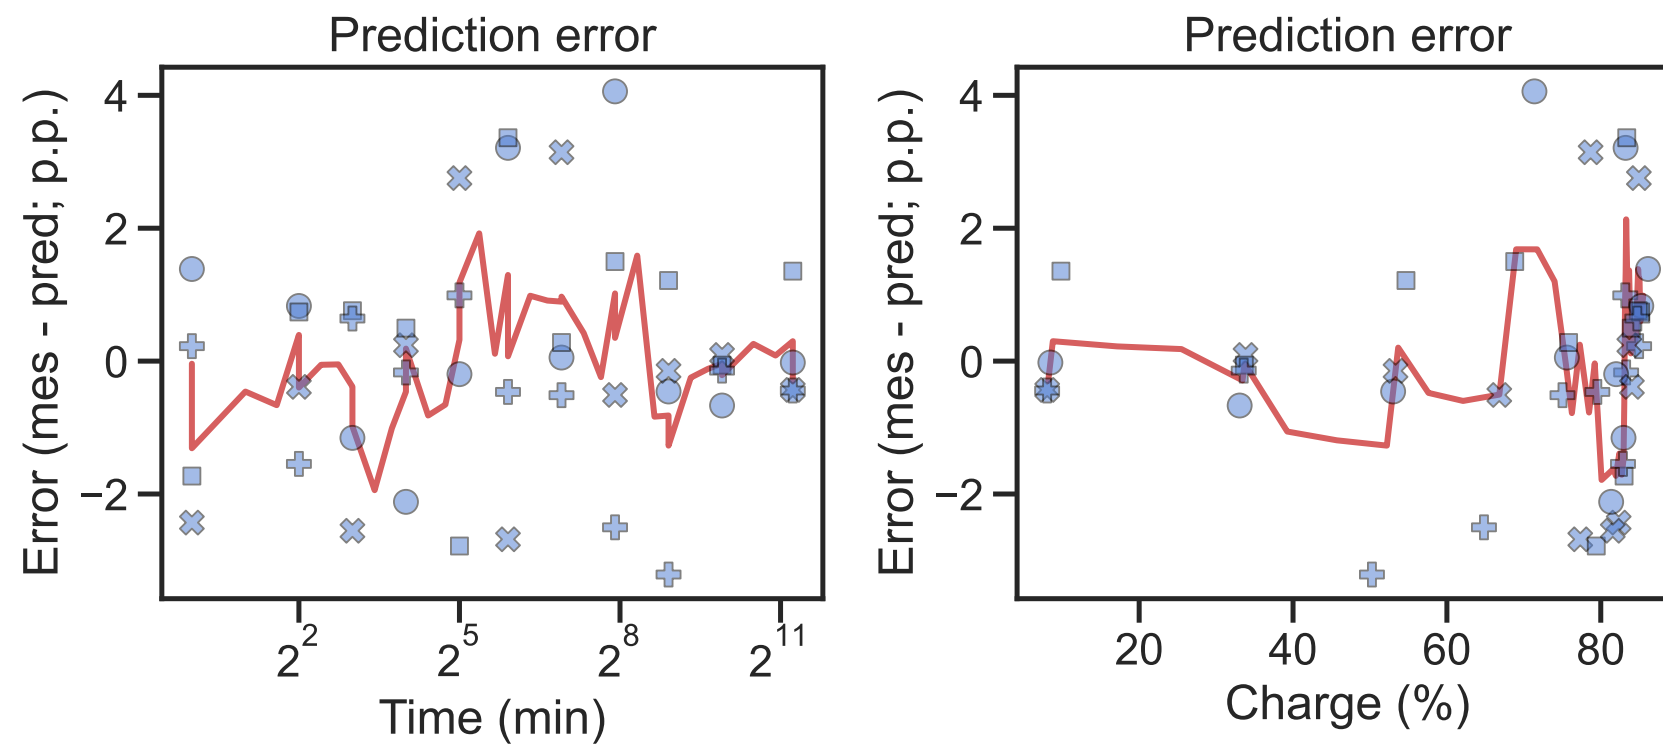 Prediction error
Error (mes - pred; p.p.)
4
2
0
−2
2^2
2^5
2^8
2^11
Time (min)
Prediction error
Error (mes - pred; p.p.)
4
2
0
−2
20
40
60
80
Charge (%)